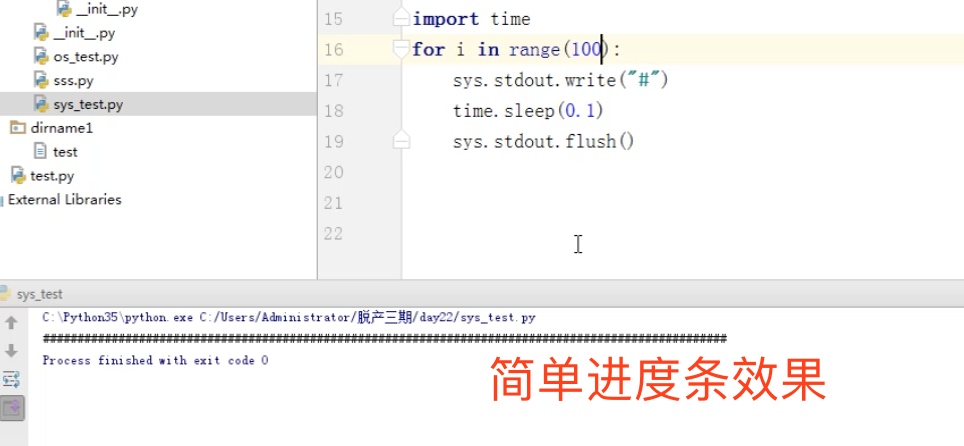 __init__.py
__init__.py
os_test.py
sss.py
sys_test.py
dirname1
test
test.py
External Libraries
15 import time
16 for i in range(100):
17 sys.stdout.write("#")
18 time.sleep(0.1)
19 sys.stdout.flush()
20
21
22
sys_test
C:\Python35\python.exe C:/Users/Administrator/脱产三期/day22/sys_test.py
####################################################################################################
Process finished with exit code 0
简单进度条效果